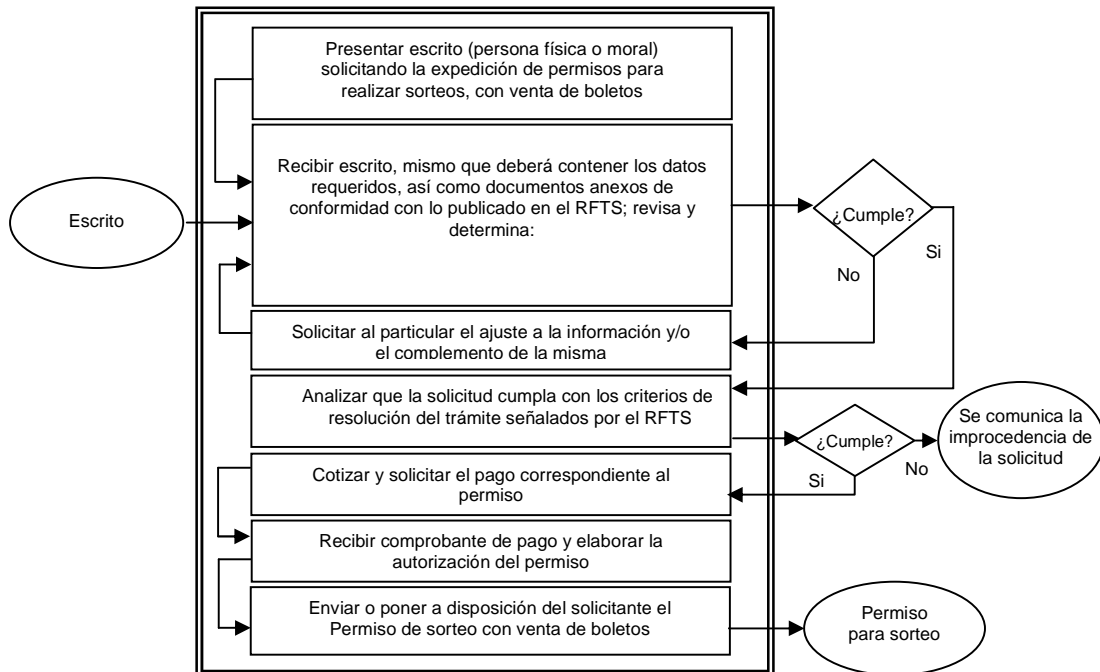 Presentar escrito (persona física o moral)
solicitando la expedición de permisos para
realizar sorteos, con venta de boletos
Recibir escrito, mismo que deberá contener los datos
requeridos, así como documentos anexos de
conformidad con lo publicado en el RFTS; revisa y
determina:
Escrito
¿Cumple?
Si
No
Solicitar al particular el ajuste a la información y/o
el complemento de la misma
Analizar que la solicitud cumpla con los criterios de
resolución del trámite señalados por el RFTS
¿Cumple?
Se comunica la
improcedencia de
la solicitud
No
Si
Cotizar y solicitar el pago correspondiente al
permiso
Recibir comprobante de pago y elaborar la
autorización del permiso
Enviar o poner a disposición del solicitante el
Permiso de sorteo con venta de boletos
Permiso
para sorteo